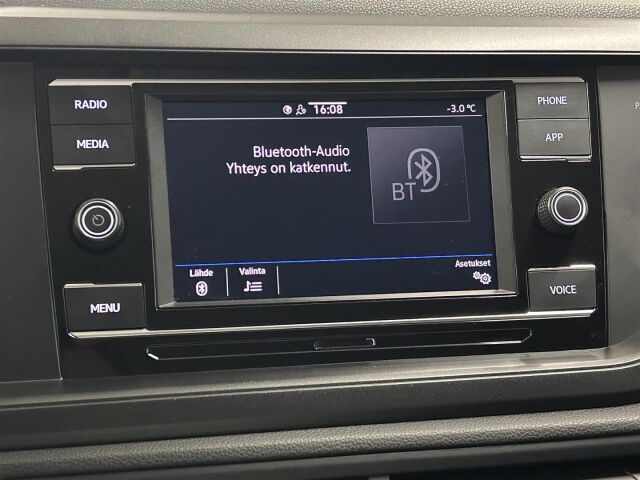 RADIO
MEDIA
MENU
16:08
-3.0 °C
Bluetooth-Audio
Yhteys on katkennut.
BT
Lähde
Valinta
Asetukset
PHONE
APP
VOICE
P